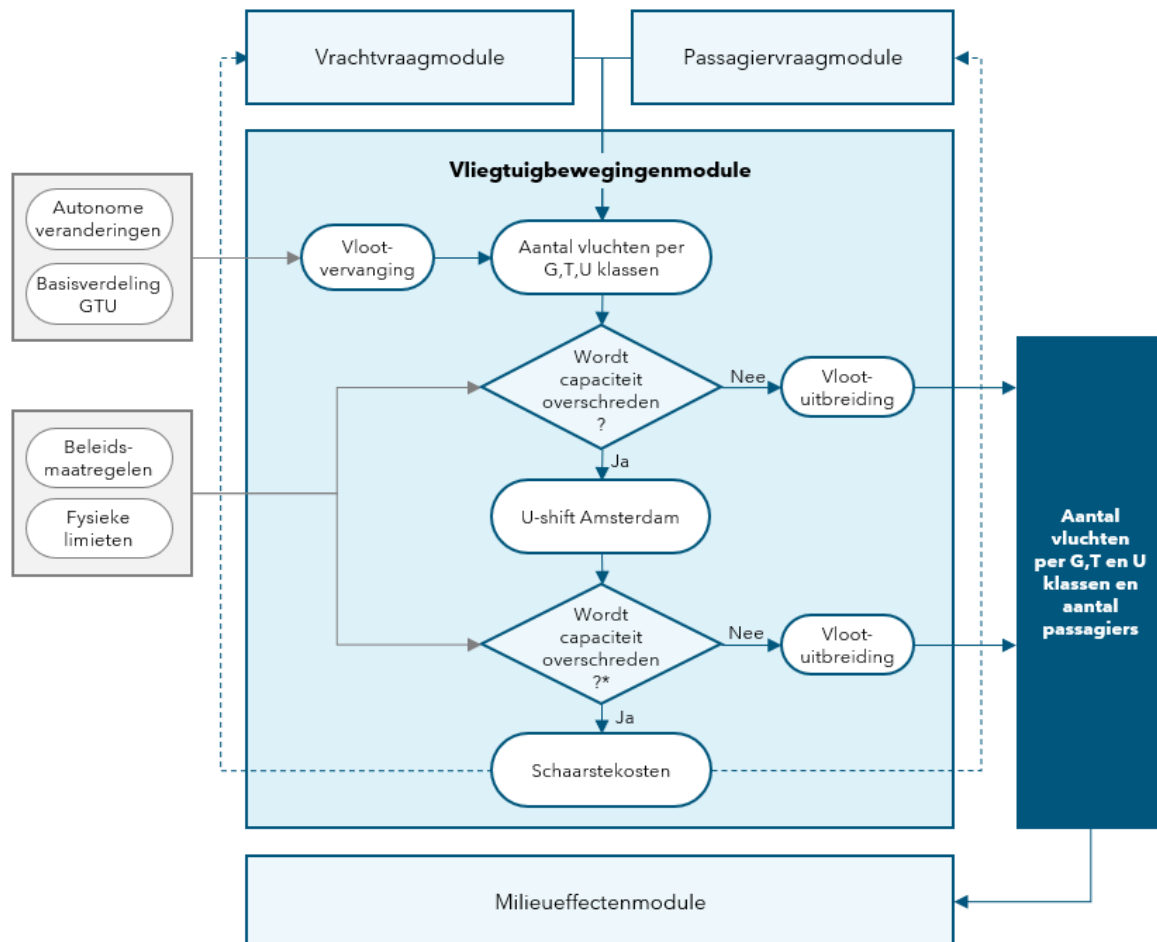 Vrachtvraagmodule
Passagiervraagmodule
Vliegtuigbewegingenmodule
Autonome
veranderingen
Basisverdeling
GTU
Vloot-
vervanging
Aantal vluchten per
G,T,U klassen
Wordt
capaciteit
overschreden
?
Nee
Vloot-
uitbreiding
Ja
Beleids-
maatregelen
Fysieke
limieten
U-shift Amsterdam
Wordt
capaciteit
overschreden
?*
Nee
Vloot-
uitbreiding
Ja
Schaarstekosten
Aantal
vluchten
per G,T en U
klassen en
aantal
passagiers
Milieueffectenmodule